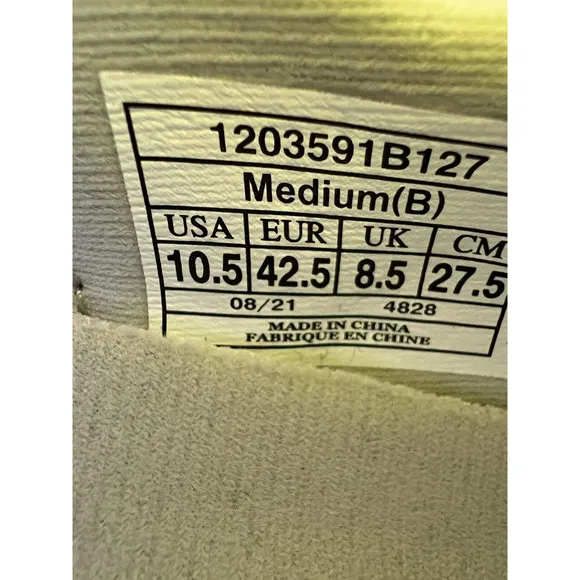 1203591B127
Medium(B)
USA EUR UK CM
10.5 42.5 8.5 27.5
08/21 4828
MADE IN CHINA
FABRIQUE EN CHINE